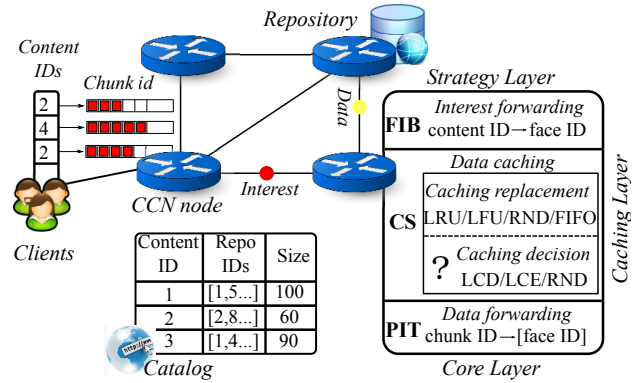 Repository
Content
IDs
Chunk id
2
4
2
Data
Interest
CCN node
Clients
Content
ID
Repo
IDs
Size
1 [1,5...] 100
2 [2,8...] 60
3 [1,4...] 90
Catalog
Strategy Layer
FIB
Interest forwarding
content ID→face ID
Data caching
CS
Caching replacement
LRU/LFU/RND/FIFO
? Caching decision
LCD/LCE/RND
PIT
Data forwarding
chunk ID→[face ID]
Core Layer
Caching Layer